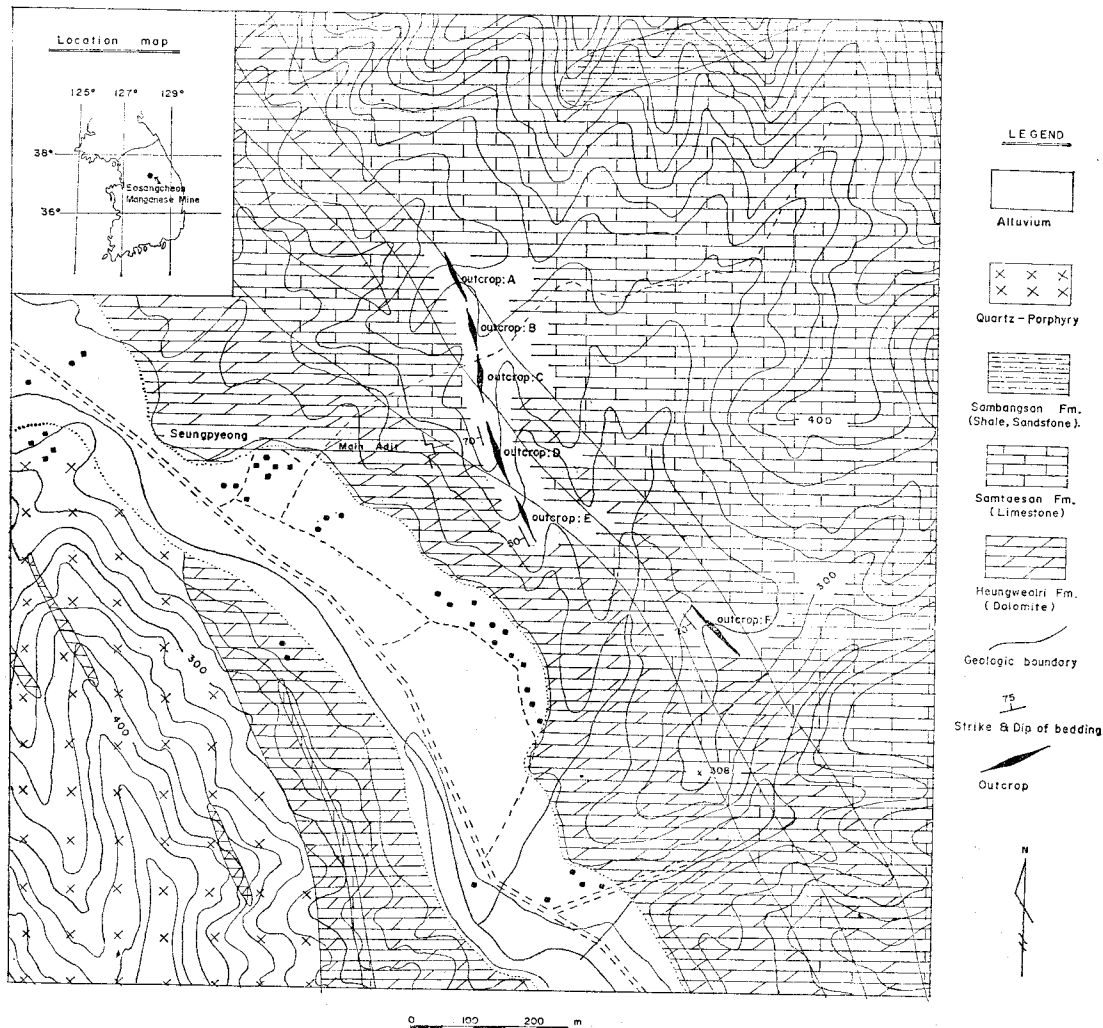 Location map
125° 127° 129°
38°
36°
Eosangcheon
Manganese Mine
outcrop: A
outcrop: B
outcrop: C
70
outcrop: D
outcrop: E
50
outcrop: F
70
Seungpyeong
Main Adit
400
300
300
400
x 308
LEGEND
Alluvium
Quartz-Porphyry
Sambangsan Fm.
(Shale, Sandstone).
Samtaesan Fm.
(Limestone)
Heungweolri Fm.
(Dolomite)
Geologic boundary
75
Strike & Dip of bedding
Outcrop
N
0 100 200 m